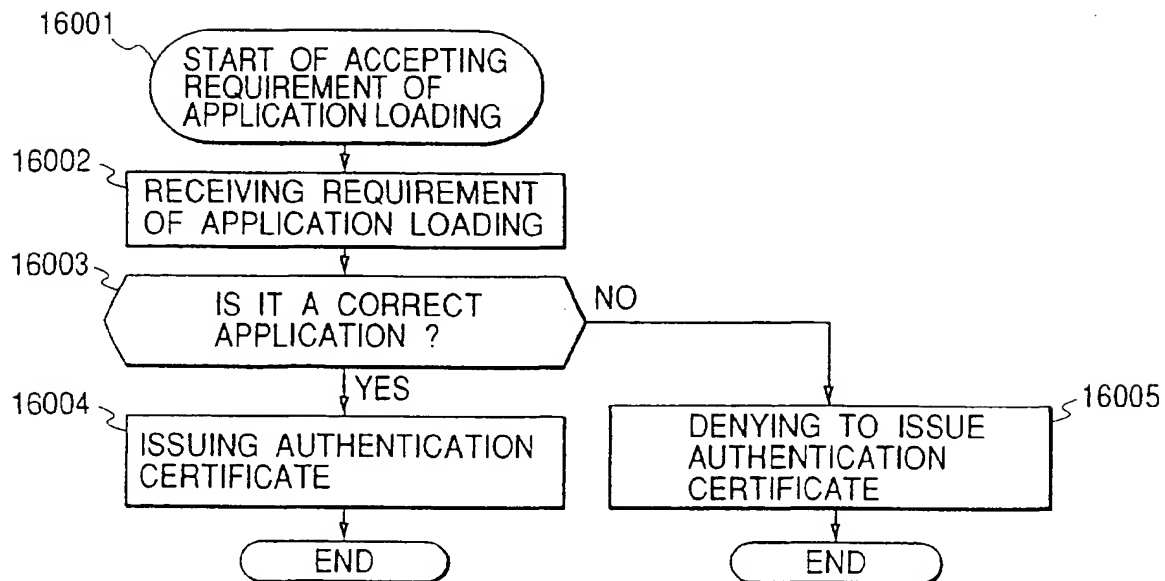 16001
START OF ACCEPTING
REQUIREMENT OF
APPLICATION LOADING
16002
RECEIVING REQUIREMENT
OF APPLICATION LOADING
16003
IS IT A CORRECT
APPLICATION ?
NO
YES
16004
ISSUING AUTHENTICATION
CERTIFICATE
16005
DENYING TO ISSUE
AUTHENTICATION
CERTIFICATE
END
END